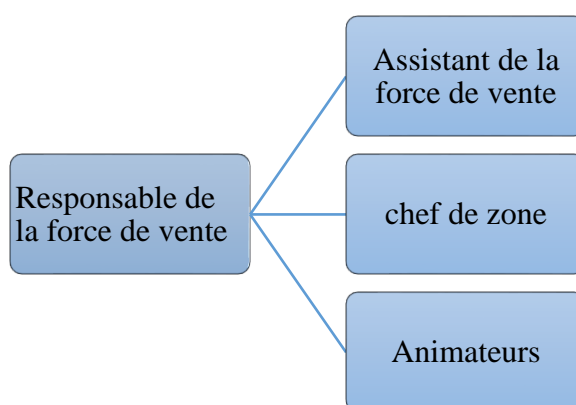 Responsable de
la force de vente
Assistant de la
force de vente
chef de zone
Animateurs